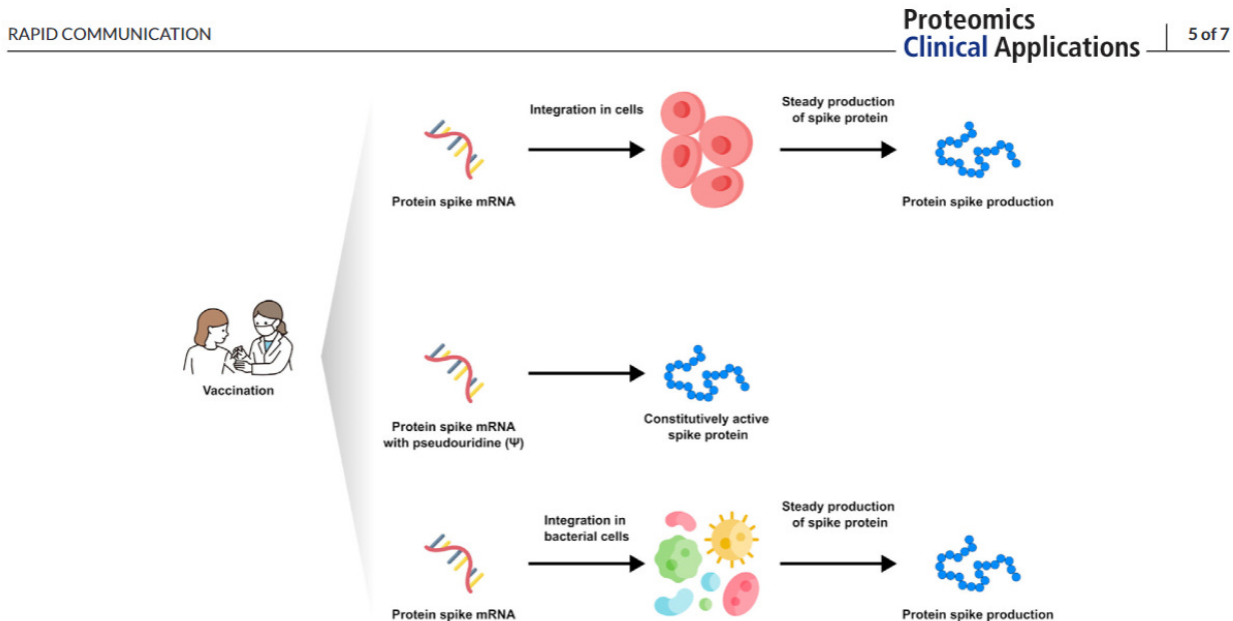 RAPID COMMUNICATION
Proteomics
Clinical Applications
5 of 7
Integration in cells
Steady production
of spike protein
Protein spike mRNA
Protein spike production
Vaccination
Protein spike mRNA
with pseudouridine (Ψ)
Constitutively active
spike protein
Integration in
bacterial cells
Steady production
of spike protein
Protein spike mRNA
Protein spike production